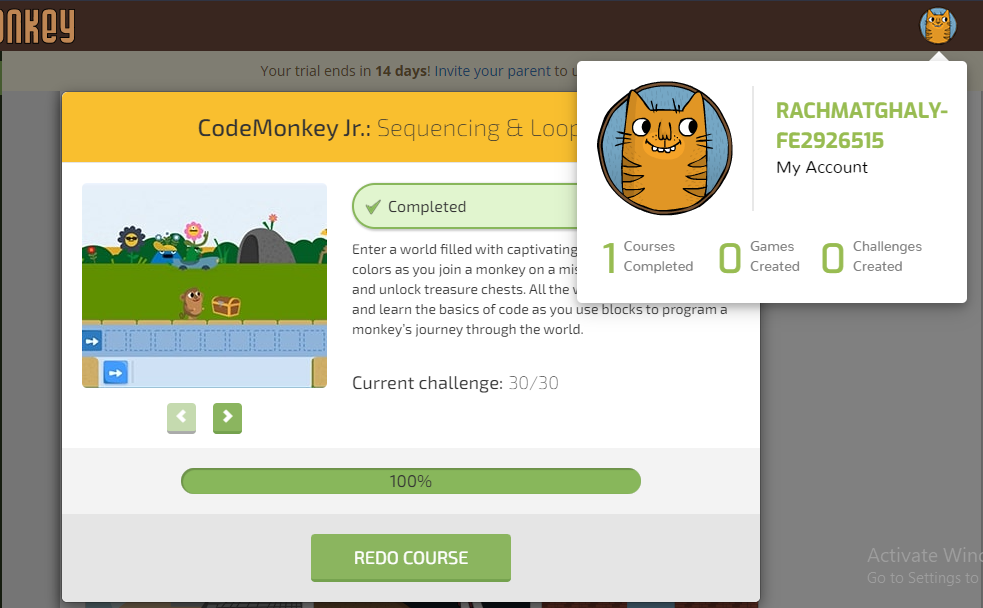 onkey
Your trial ends in 14 days! Invite your parent to
CodeMonkey Jr.: Sequencing & Loop
RACHMATGHALY-
FE2926515
My Account
1 Courses Completed
0 Games Created
0 Challenges Created
Completed
Enter a world filled with captivating
colors as you join a monkey on a
and unlock treasure chests. All the
and learn the basics of code as you use blocks to program a
monkey's journey through the world.
Current challenge: 30/30
100%
REDO COURSE
Activate
Go to Settings to